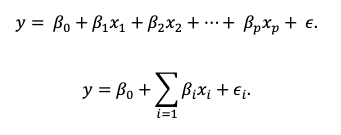 y = β₀ + β₁x₁ + β₂x₂ + ⋯ + βₚxₚ + ϵ.
y = β₀ + ∑ᵢ₌₁ βᵢxᵢ + ϵᵢ.